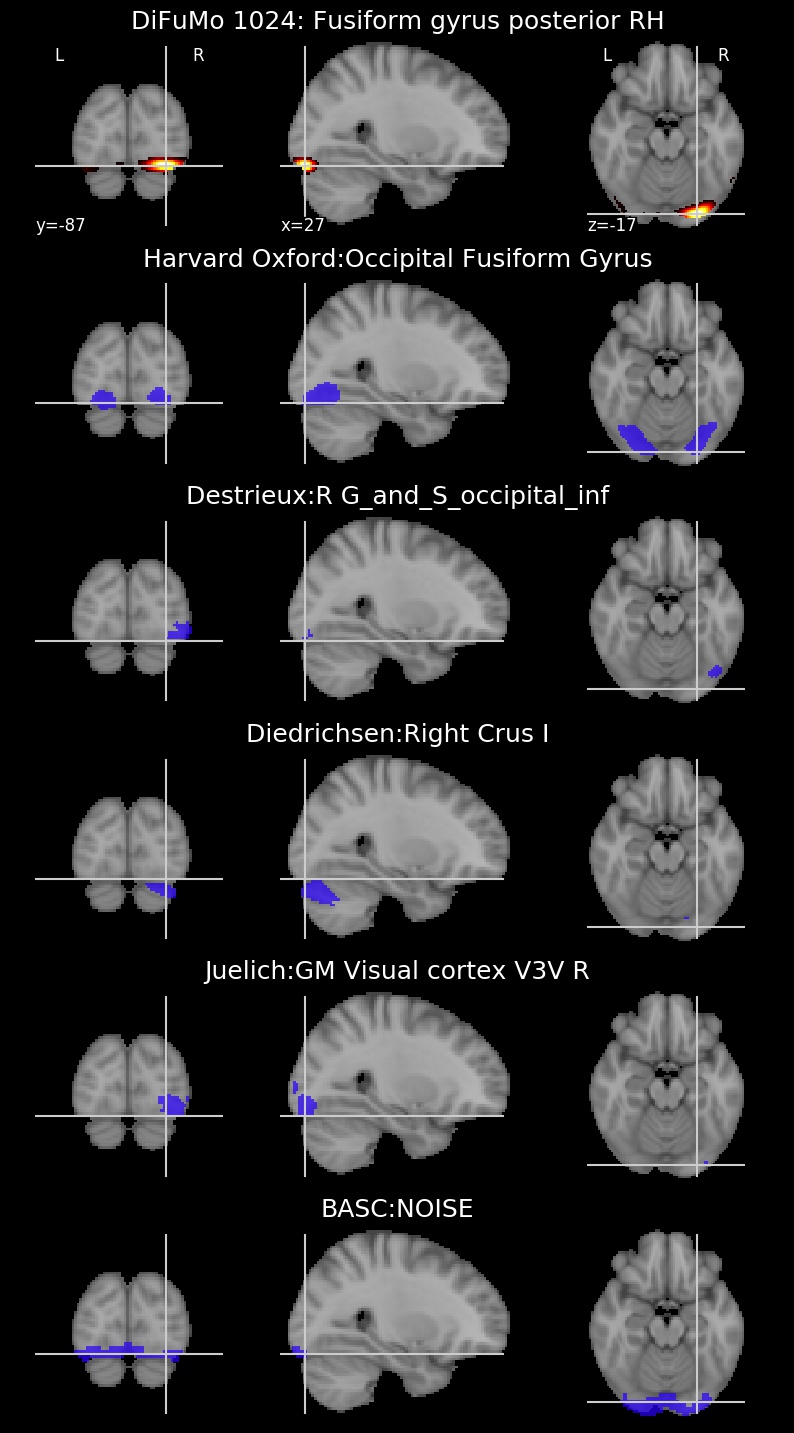 DiFuMo 1024: Fusiform gyrus posterior RH
L R L R
y=-87 x=27 z=-17
Harvard Oxford:Occipital Fusiform Gyrus
Destrieux:R G_and_S_occipital_inf
Diedrichsen:Right Crus I
Juelich:GM Visual cortex V3V R
BASC:NOISE